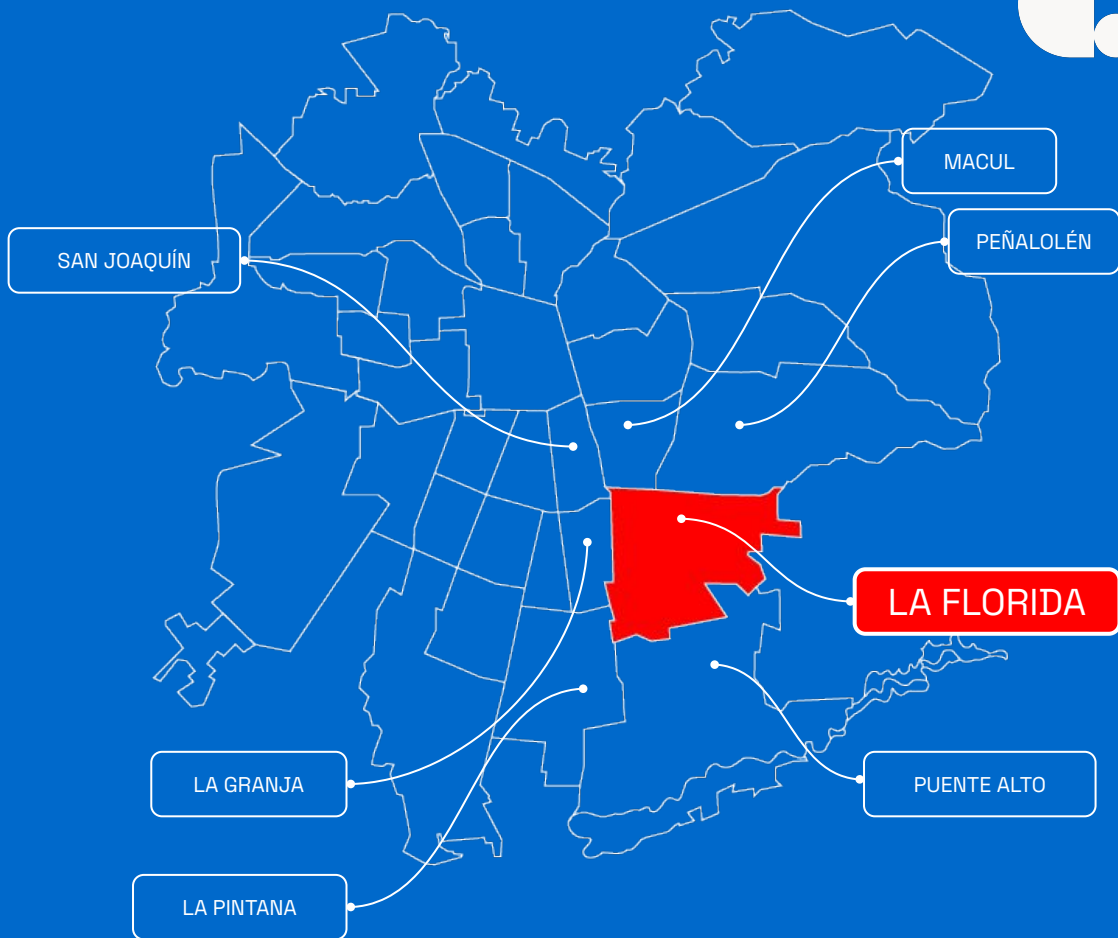 MACUL
PEÑALOLÉN
SAN JOAQUÍN
LA FLORIDA
LA GRANJA
PUENTE ALTO
LA PINTANA